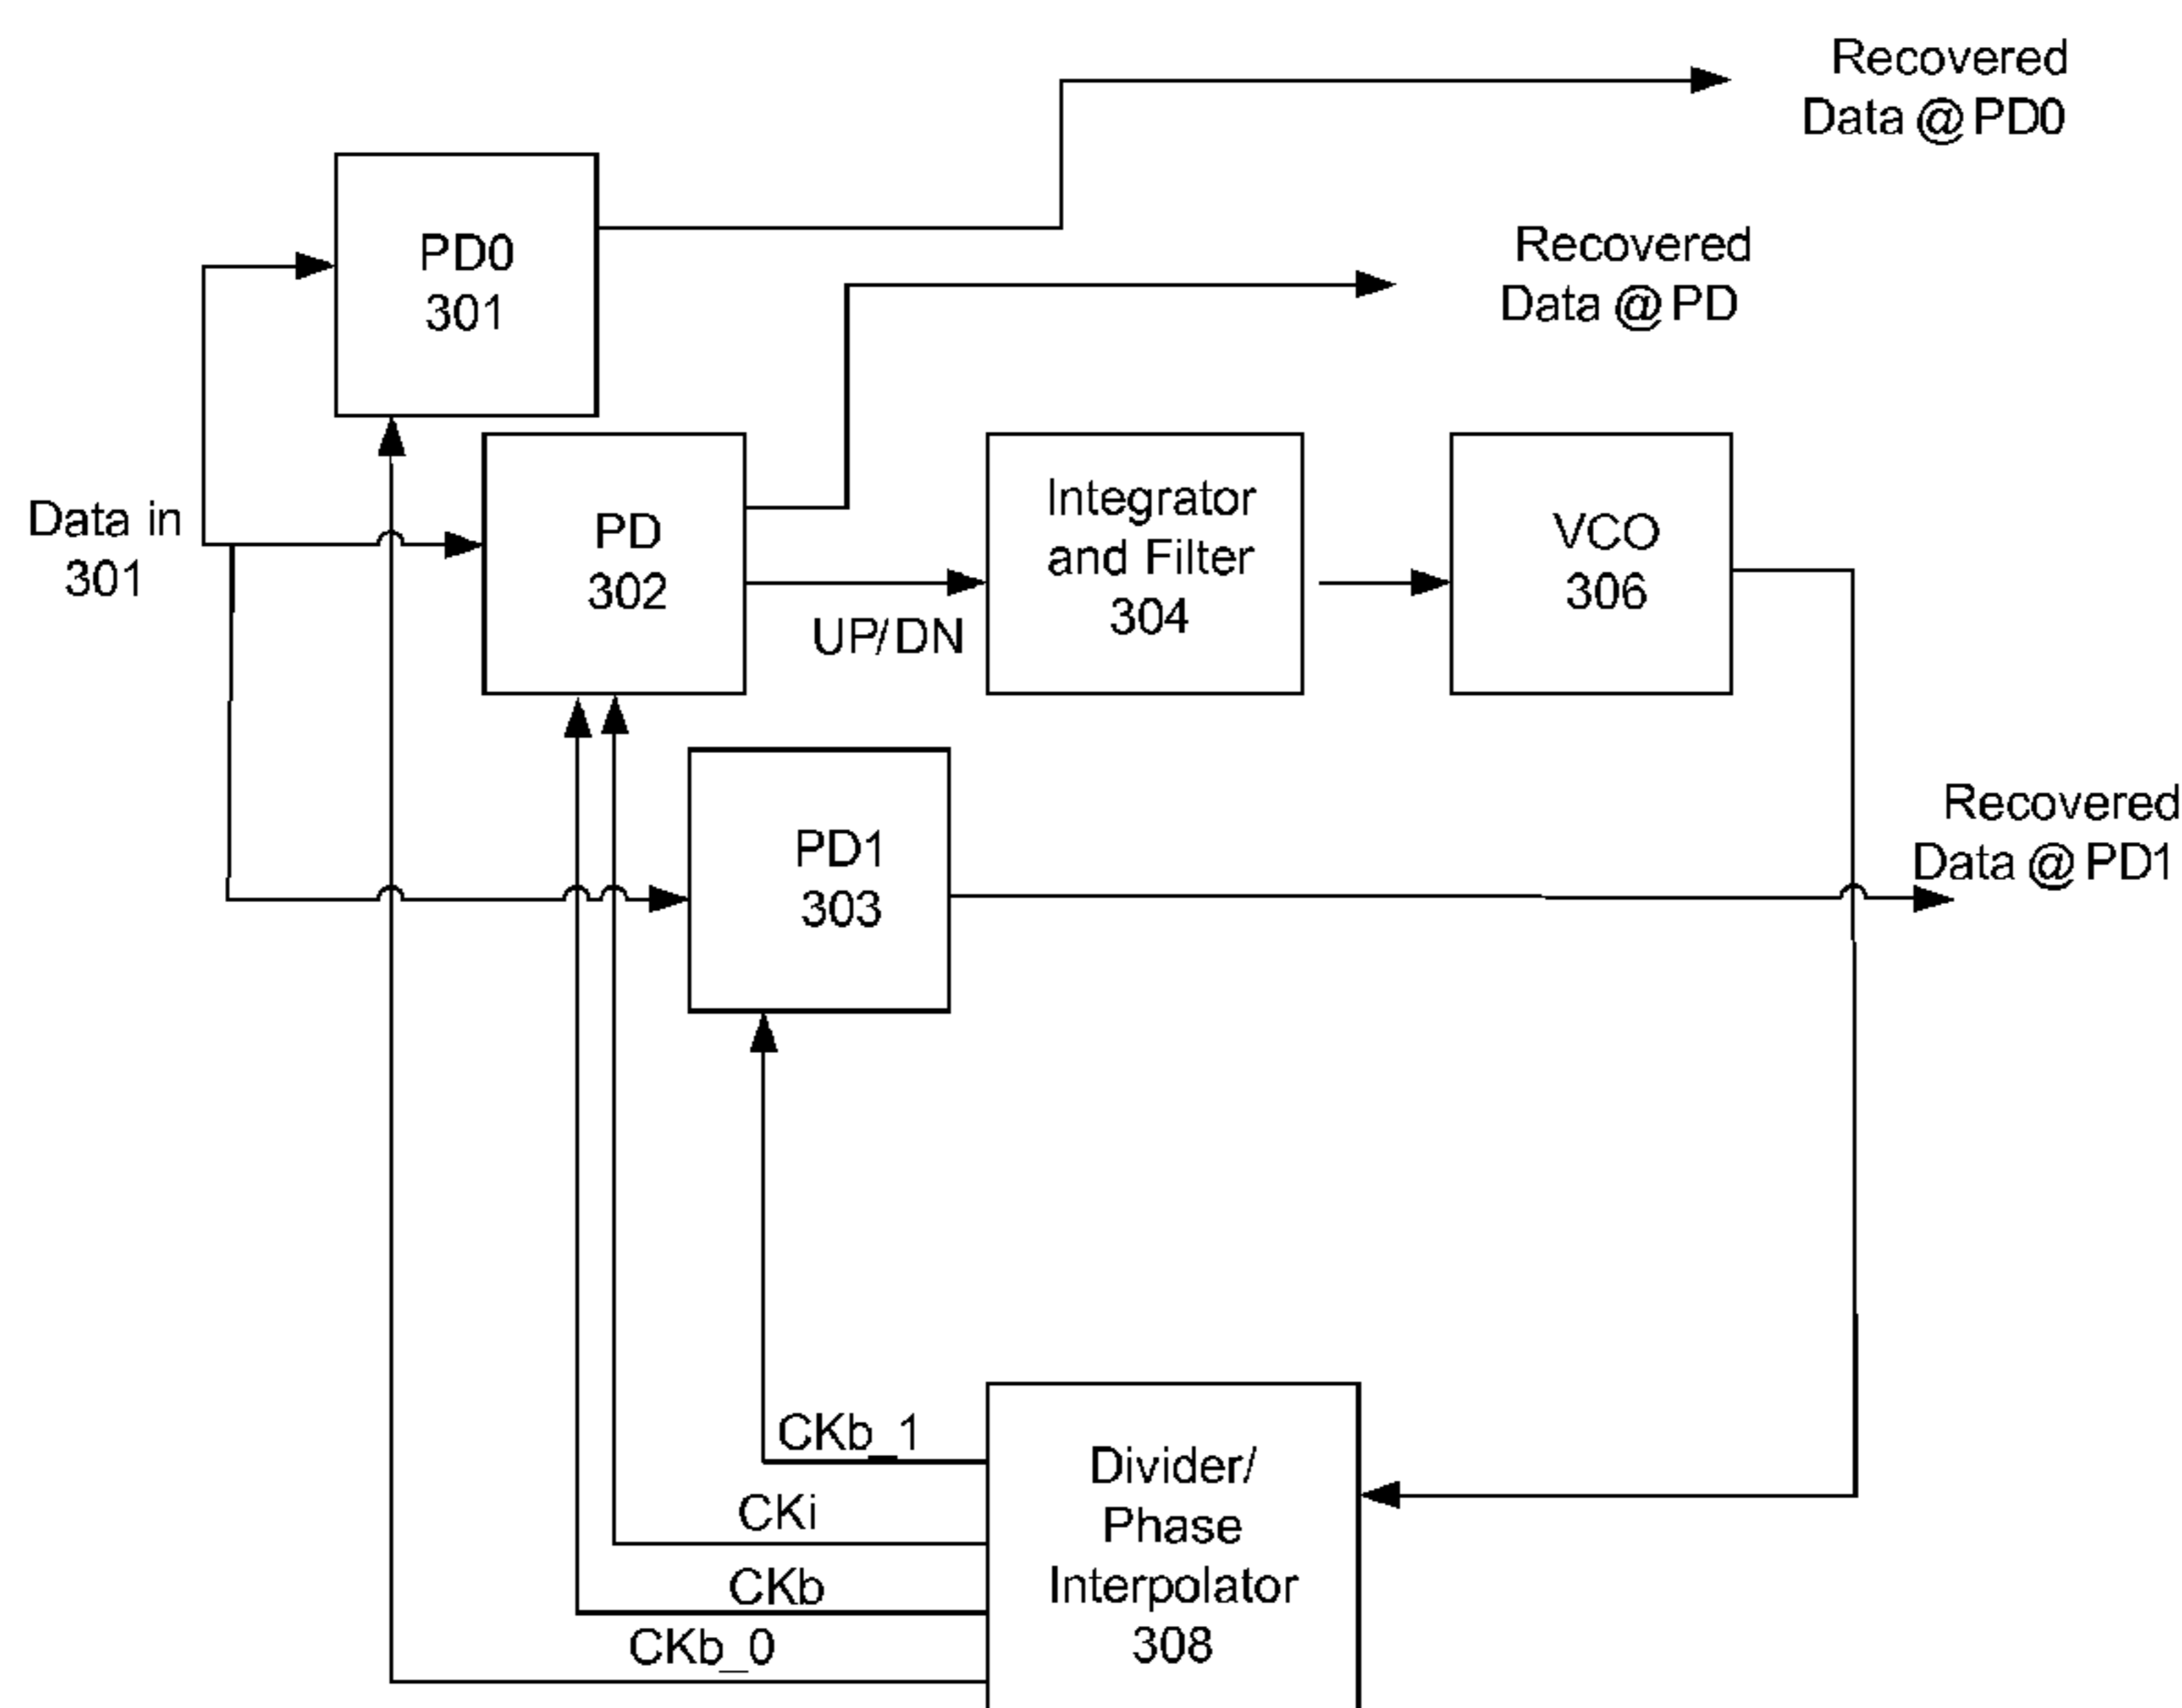 Recovered
Data @ PD0
PD0
301
Recovered
Data @ PD
Data in
301
PD
302
UP/DN
Integrator
and Filter
304
VCO
306
PD1
303
Recovered
Data @ PD1
CKb_1
CKi
CKb
CKb_0
Divider/
Phase
Interpolator
308